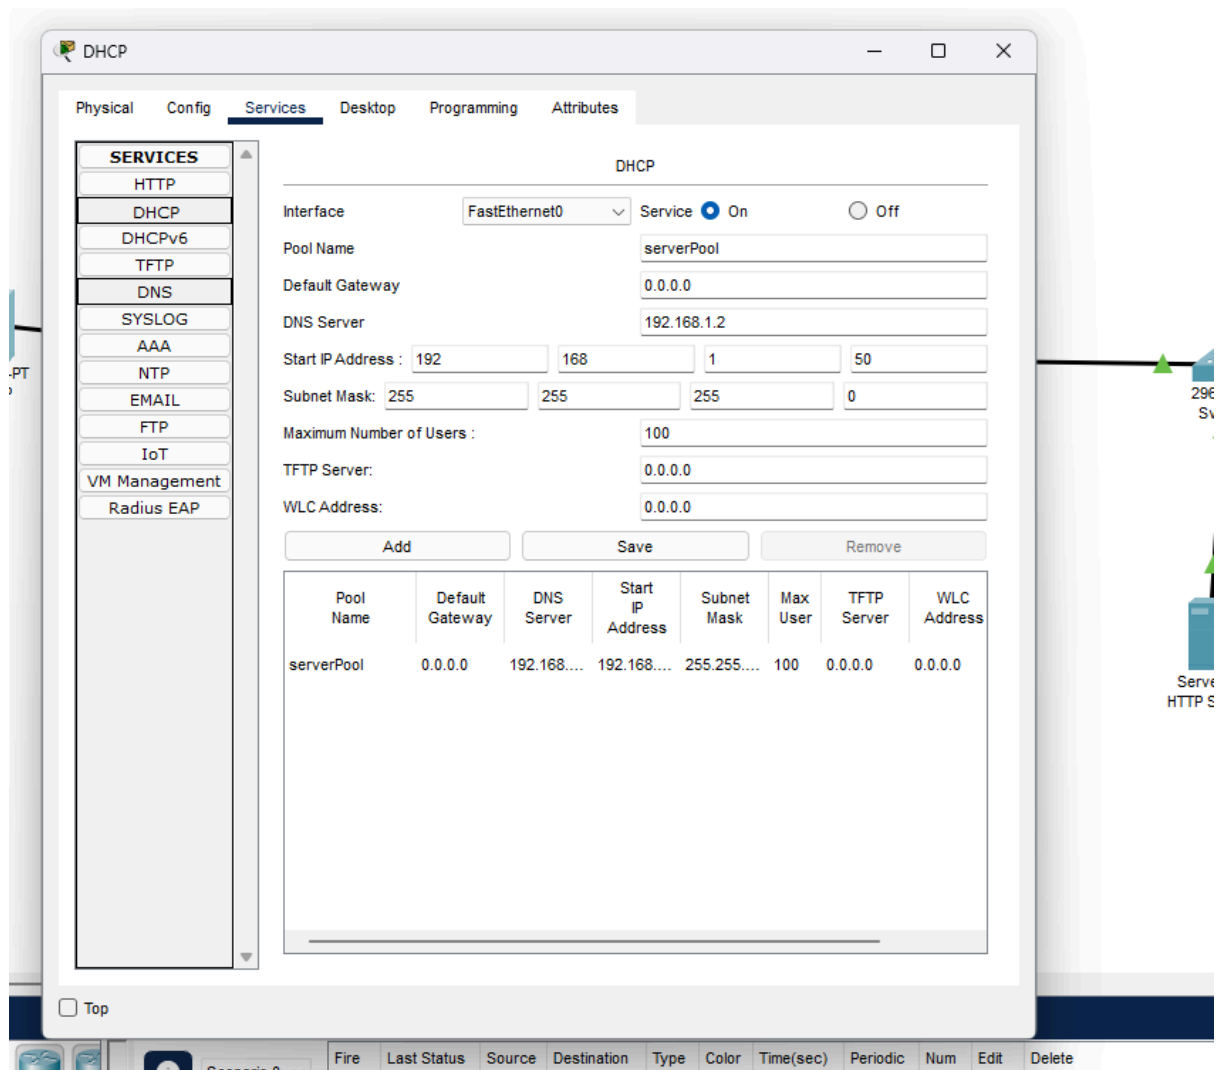 DHCP
Physical Config Services Desktop Programming Attributes
SERVICES
HTTP
DHCP
DHCPv6
TFTP
DNS
SYSLOG
AAA
NTP
EMAIL
FTP
IoT
VM Management
Radius EAP
DHCP
Interface FastEthernet0 Service On Off
Pool Name serverPool
Default Gateway 0.0.0.0
DNS Server 192.168.1.2
Start IP Address : 192 168 1 50
Subnet Mask: 255 255 255 0
Maximum Number of Users : 100
TFTP Server: 0.0.0.0
WLC Address: 0.0.0.0
Add Save Remove
Pool Name Default Gateway DNS Server Start IP Address Subnet Mask Max User TFTP Server WLC Address
serverPool 0.0.0.0 192.168.... 192.168.... 255.255.... 100 0.0.0.0 0.0.0.0
Top
-PT
296
Sv
Serve
HTTP S
Fire Last Status Source Destination Type Color Time(sec) Periodic Num Edit Delete